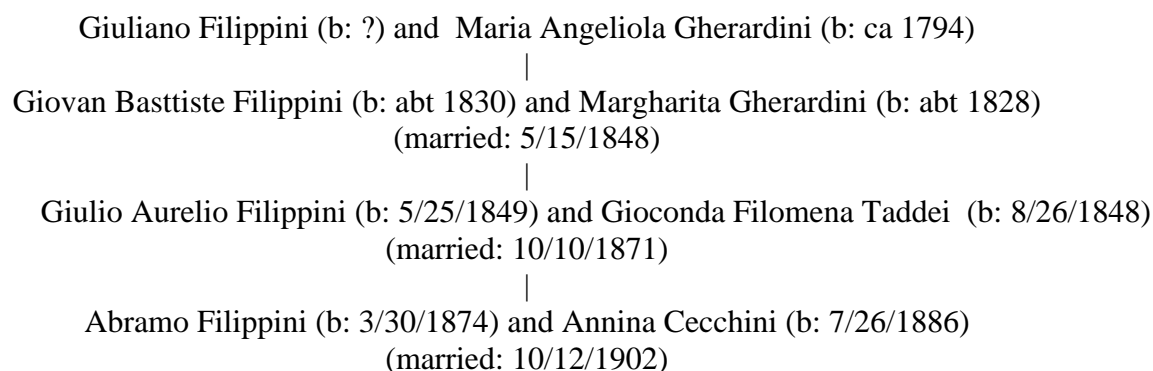 Giuliano Filippini (b: ?) and Maria Angeliola Gherardini (b: ca 1794)
|
Giovan Basttiste Filippini (b: abt 1830) and Margharita Gherardini (b: abt 1828)
(married: 5/15/1848)
|
Giulio Aurelio Filippini (b: 5/25/1849) and Gioconda Filomena Taddei (b: 8/26/1848)
(married: 10/10/1871)
|
Abramo Filippini (b: 3/30/1874) and Annina Cecchini (b: 7/26/1886)
(married: 10/12/1902)